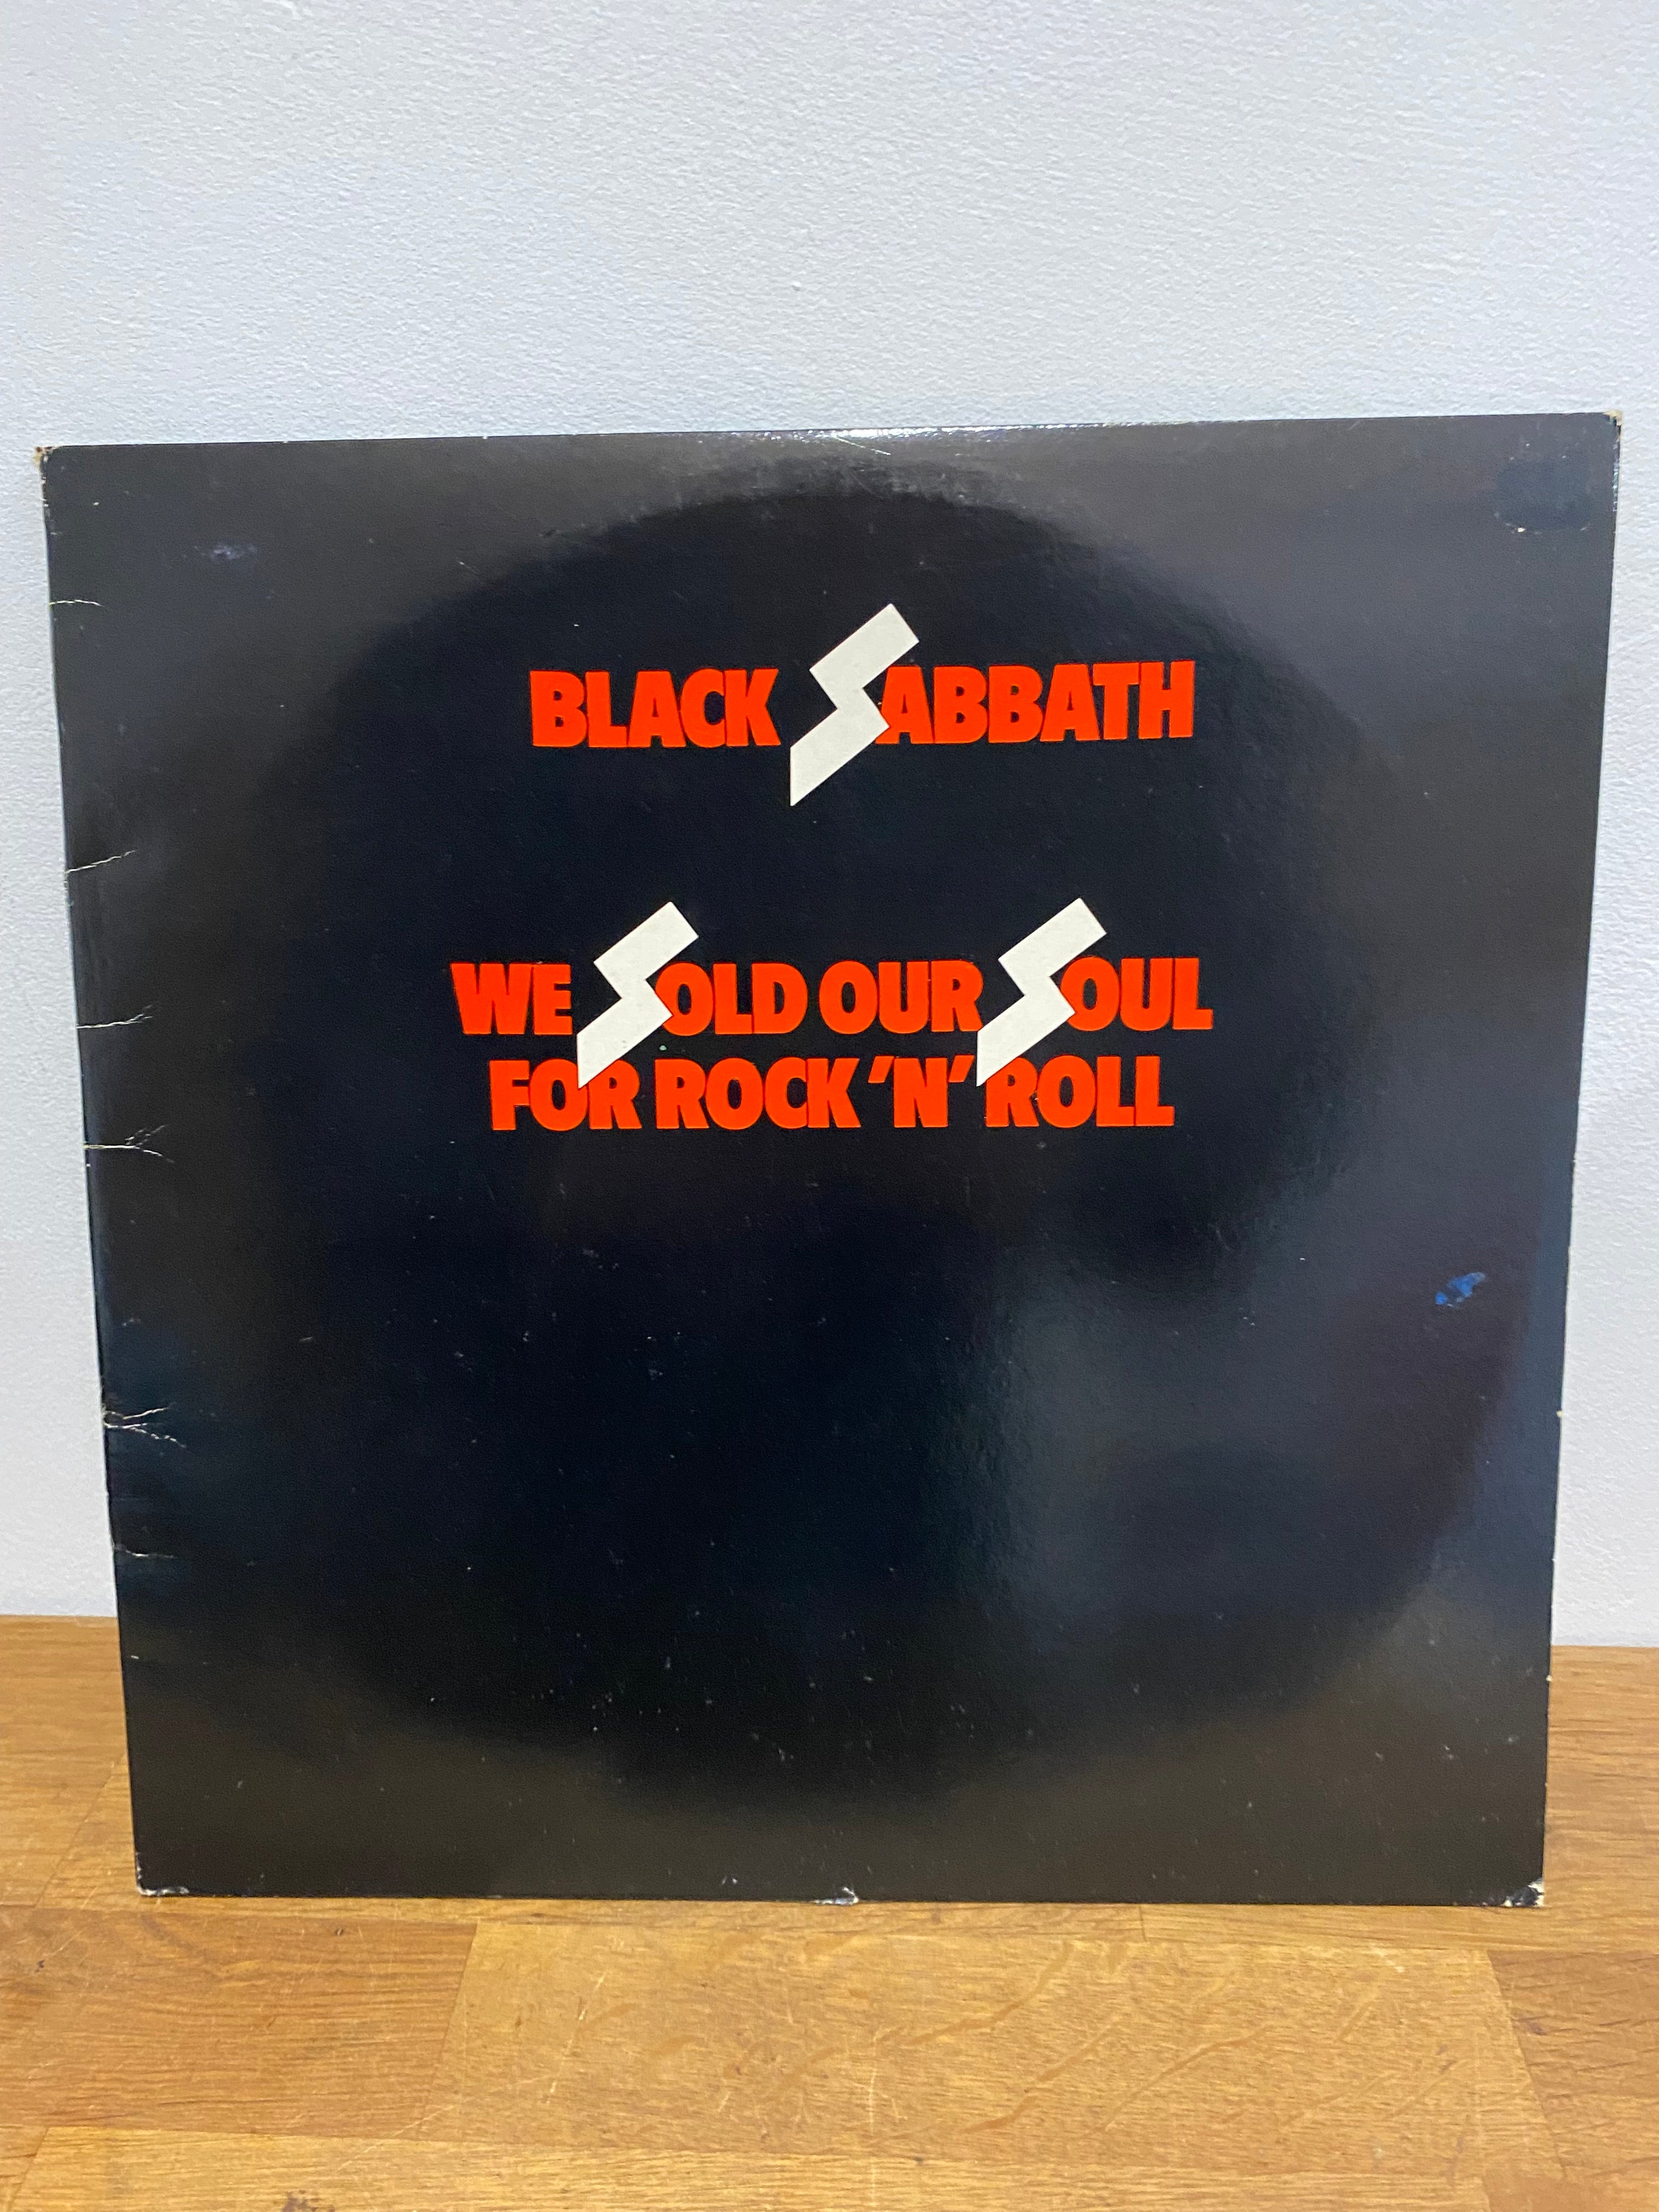 BLACK SABBATH
WE SOLD OUR SOUL
FOR ROCK 'N' ROLL